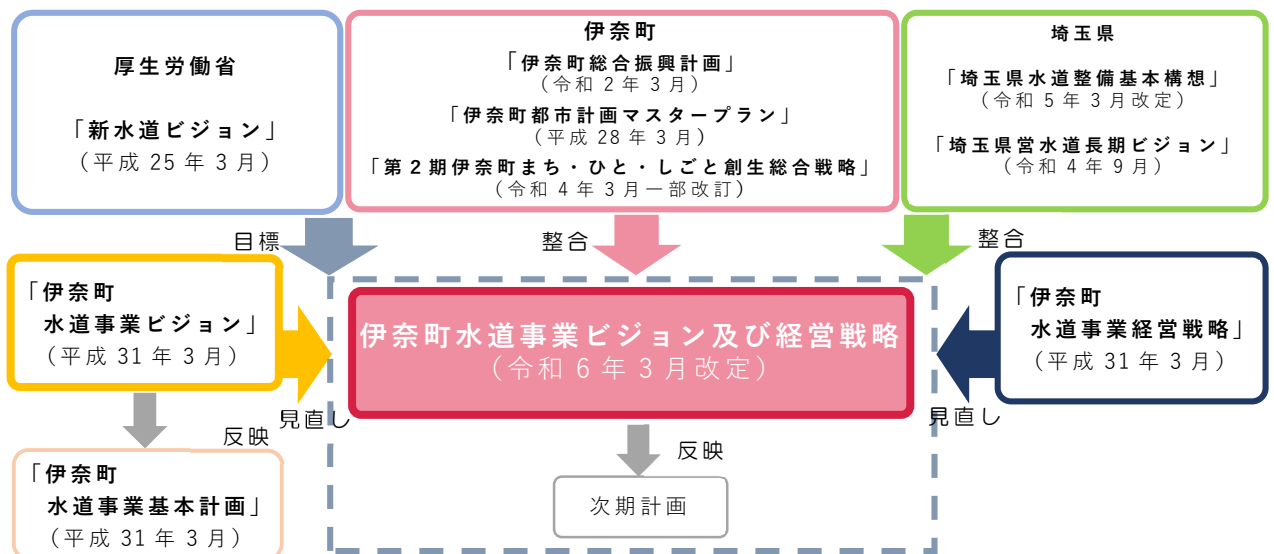 厚生労働省
「新水道ビジョン」
(平成 25 年 3 月)
伊奈町
「伊奈町総合振興計画」
(令和 2 年 3 月)
「伊奈町都市計画マスタープラン」
(平成 28 年 3 月)
「第2期伊奈町まち・ひと・しごと創生総合戦略」
(令和 4 年 3 月一部改訂)
埼玉県
「埼玉県水道整備基本構想」
(令和 5 年 3 月改定)
「埼玉県営水道長期ビジョン」
(令和 4 年 9 月)
目標
整合
整合
「伊奈町
水道事業ビジョン」
(平成 31 年 3 月)
見直し
伊奈町水道事業ビジョン及び経営戦略
(令和 6 年 3 月改定)
「伊奈町
水道事業経営戦略」
(平成 31 年 3 月)
見直し
反映
「伊奈町
水道事業基本計画」
(平成 31 年 3 月)
反映
次期計画